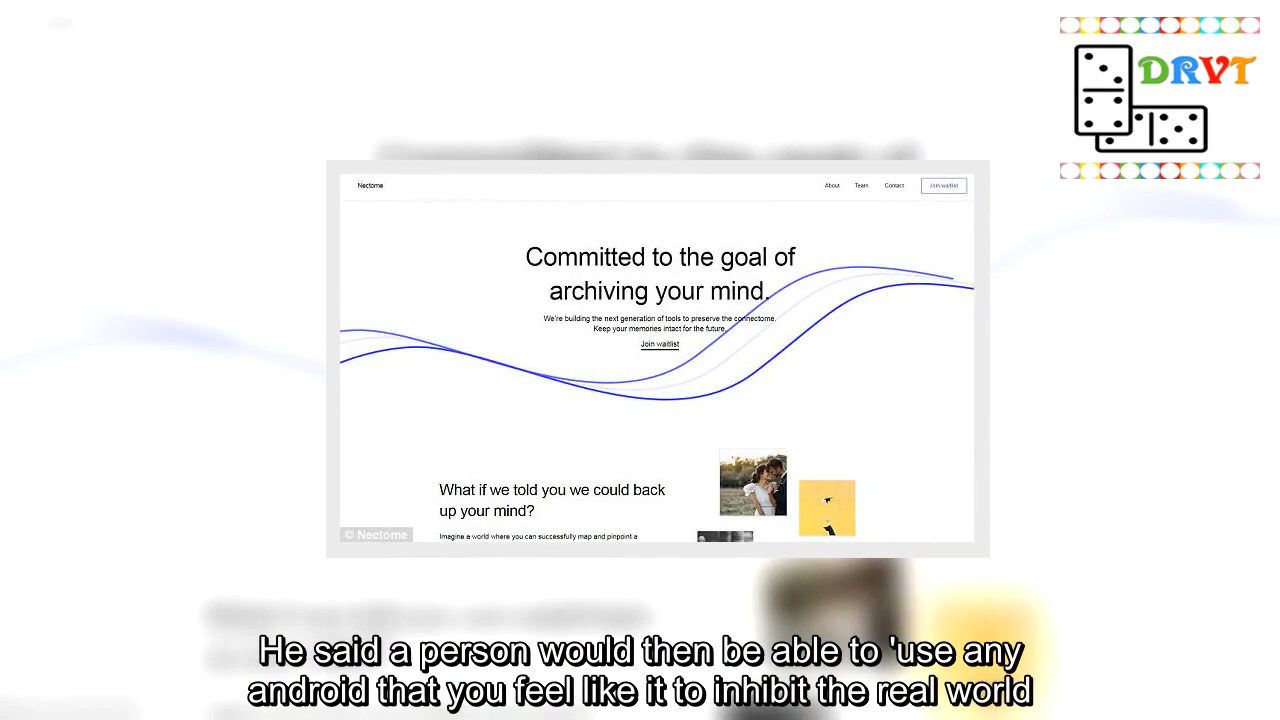 DRVT
Nectome
About
Team
Contact
Join waitlist
Committed to the goal of
archiving your mind.
We're building the next generation of tools to preserve the connectome.
Keep your memories intact for the future.
Join waitlist
What if we told you we could back
up your mind?
Imagine a world where you can successfully map and pinpoint a
© Nectome
He said a person would then be able to 'use any
android that you feel like it to inhibit the real world